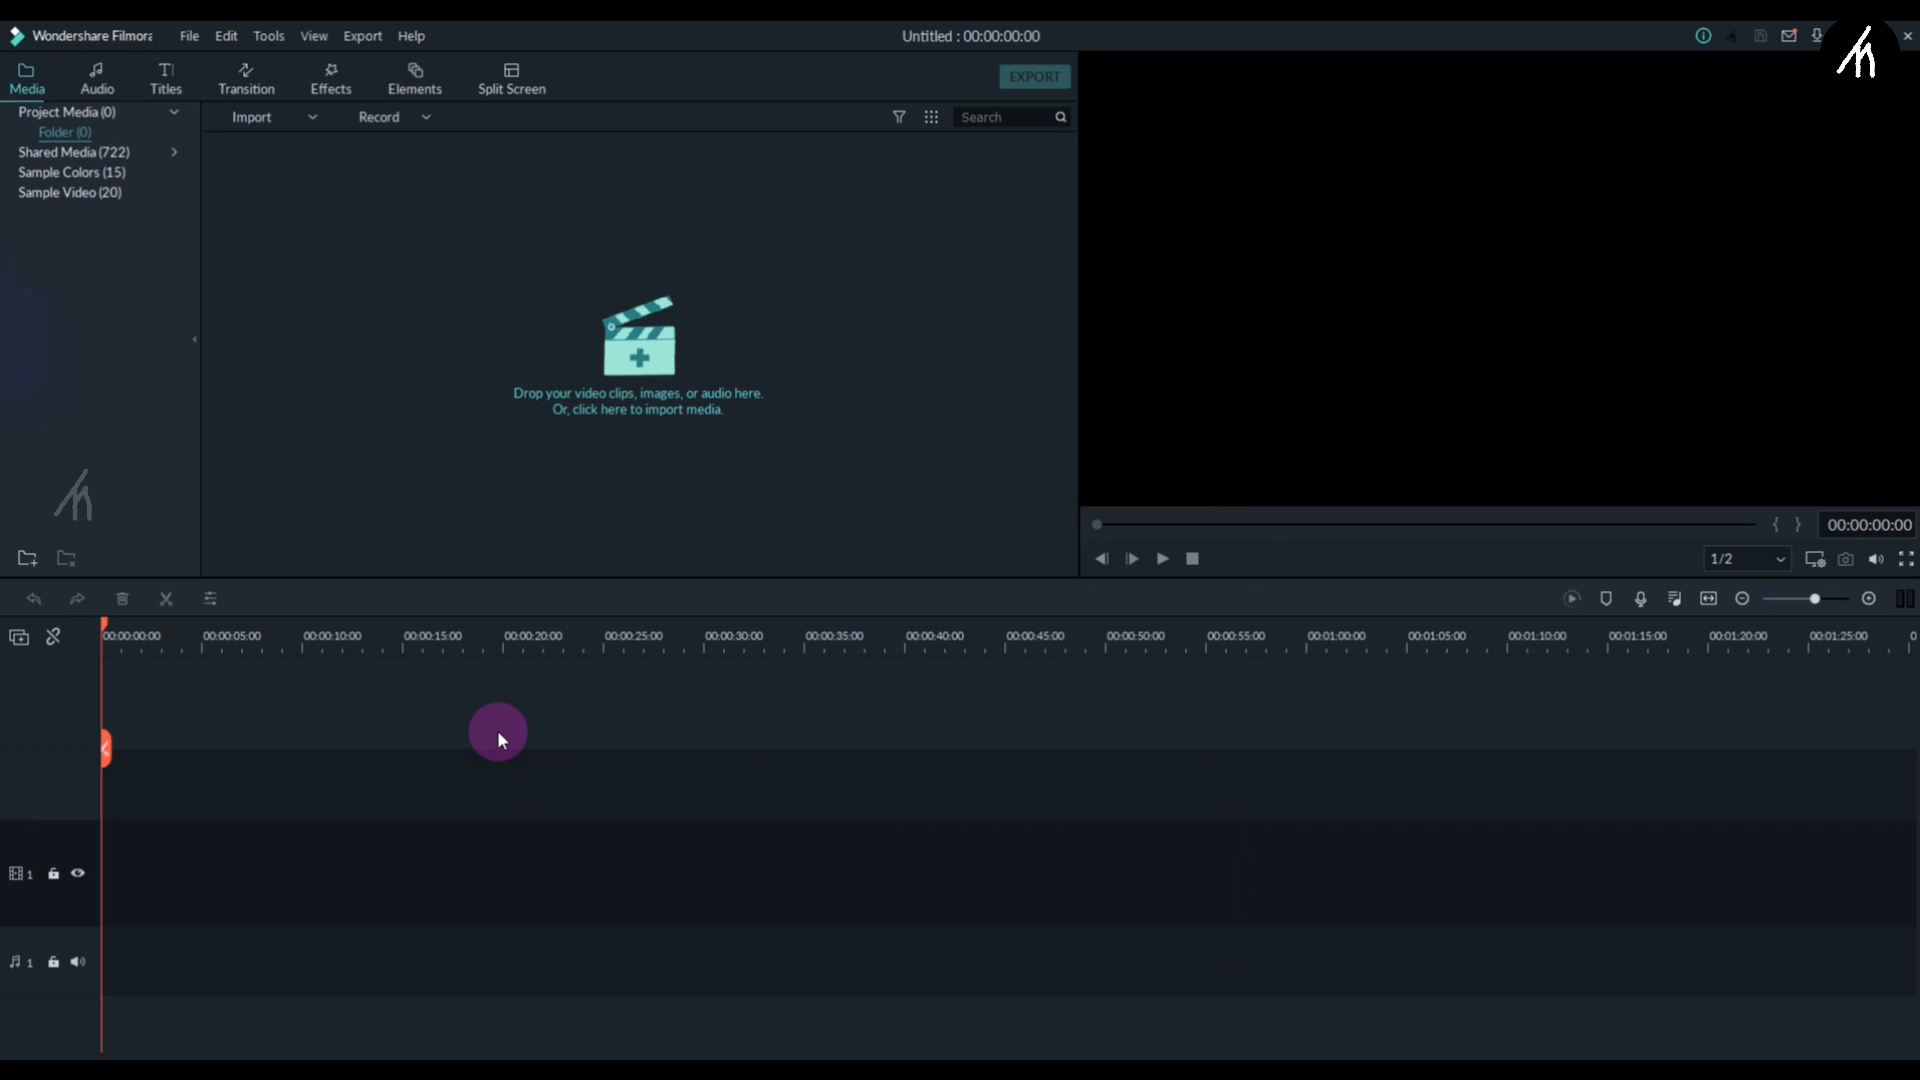 Wondershare Filmora File Edit Tools View Export Help
Untitled : 00:00:00:00
Media Audio Titles Transition Effects Elements Split Screen
EXPORT
Project Media (0)
Folder (0)
Shared Media (722)
Sample Colors (15)
Sample Video (20)
Import Record Search
Drop your video clips, images, or audio here.
Or, click here to import media.
00:00:00:00
1/2
00:00:00:00 00:00:05:00 00:00:10:00 00:00:15:00 00:00:20:00 00:00:25:00 00:00:30:00 00:00:35:00 00:00:40:00 00:00:45:00 00:00:50:00 00:00:55:00 00:01:00:00 00:01:05:00 00:01:10:00 00:01:15:00 00:01:20:00 00:01:25:00 0
1
1